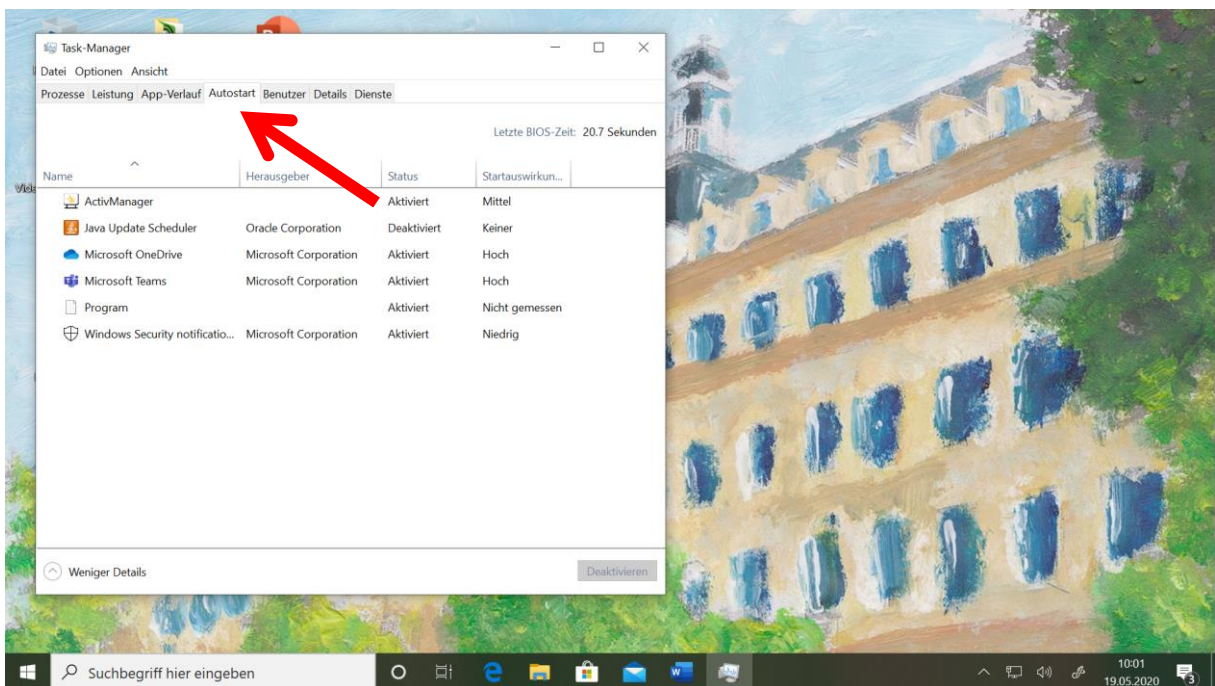 Task-Manager
Datei Optionen Ansicht
Prozesse Leistung App-Verlauf Autostart Benutzer Details Dienste
Letzte BIOS-Zeit: 20.7 Sekunden
Name Herausgeber Status Startauswirkun...
ActivManager Aktiviert Mittel
Java Update Scheduler Oracle Corporation Deaktiviert Keiner
Microsoft OneDrive Microsoft Corporation Aktiviert Hoch
Microsoft Teams Microsoft Corporation Aktiviert Hoch
Program Aktiviert Nicht gemessen
Windows Security notificatio... Microsoft Corporation Aktiviert Niedrig
Weniger Details Deaktivieren
Suchbegriff hier eingeben
10:01
19.05.2020
3